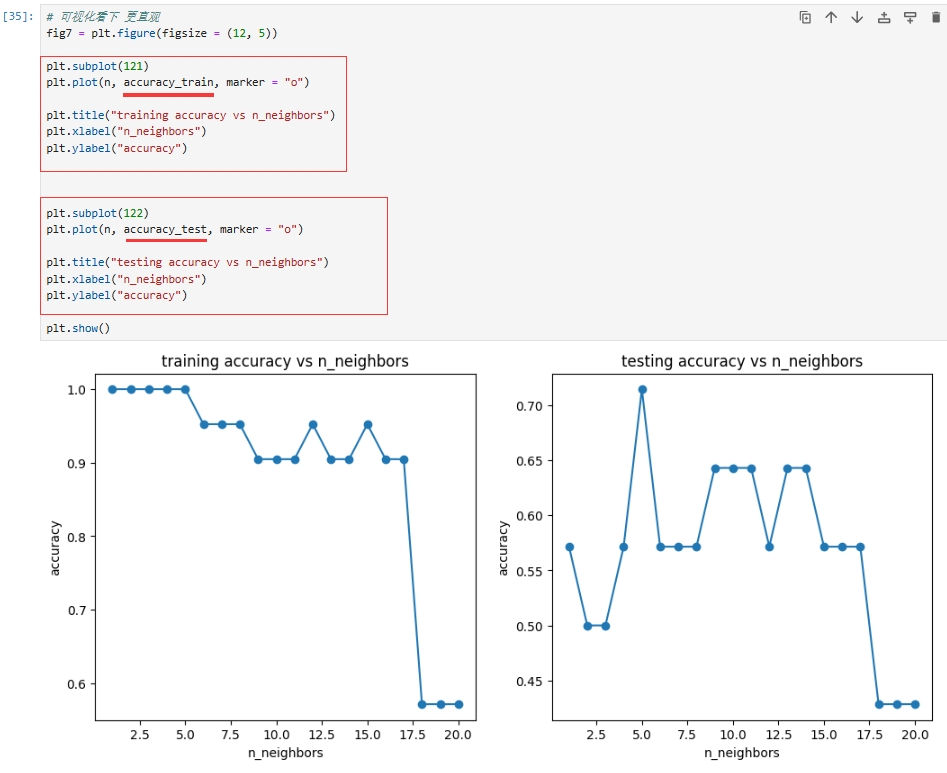 [35]:
# 可视化看下 更直观
fig7 = plt.figure(figsize = (12, 5))
plt.subplot(121)
plt.plot(n, accuracy_train, marker = "o")
plt.title("training accuracy vs n_neighbors")
plt.xlabel("n_neighbors")
plt.ylabel("accuracy")
plt.subplot(122)
plt.plot(n, accuracy_test, marker = "o")
plt.title("testing accuracy vs n_neighbors")
plt.xlabel("n_neighbors")
plt.ylabel("accuracy")
plt.show()
training accuracy vs n_neighbors
1.0
0.9
0.8
0.7
0.6
accuracy
2.5 5.0 7.5 10.0 12.5 15.0 17.5 20.0
n_neighbors
testing accuracy vs n_neighbors
0.70
0.65
0.60
0.55
0.50
0.45
accuracy
2.5 5.0 7.5 10.0 12.5 15.0 17.5 20.0
n_neighbors